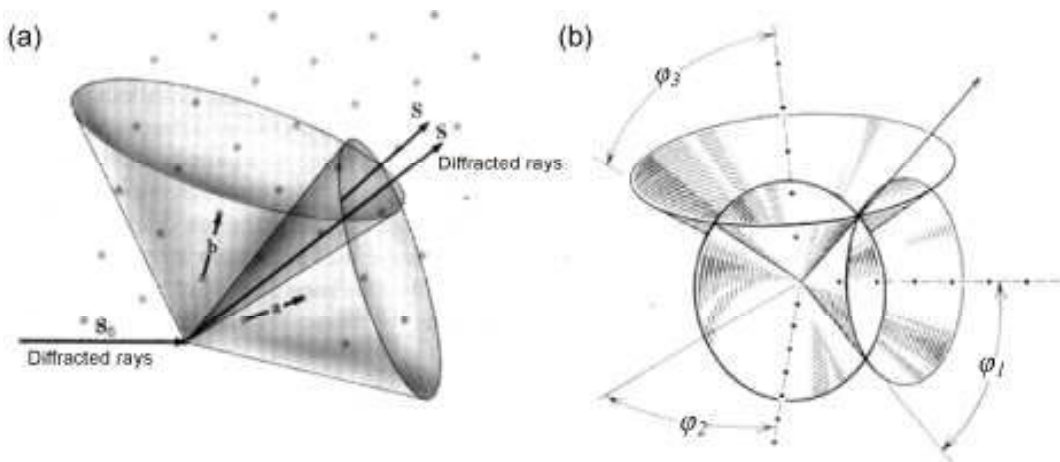 (a)
S
S
Diffracted rays
b
a
S₀
Diffracted rays
(b)
φ3
φ1
φ2